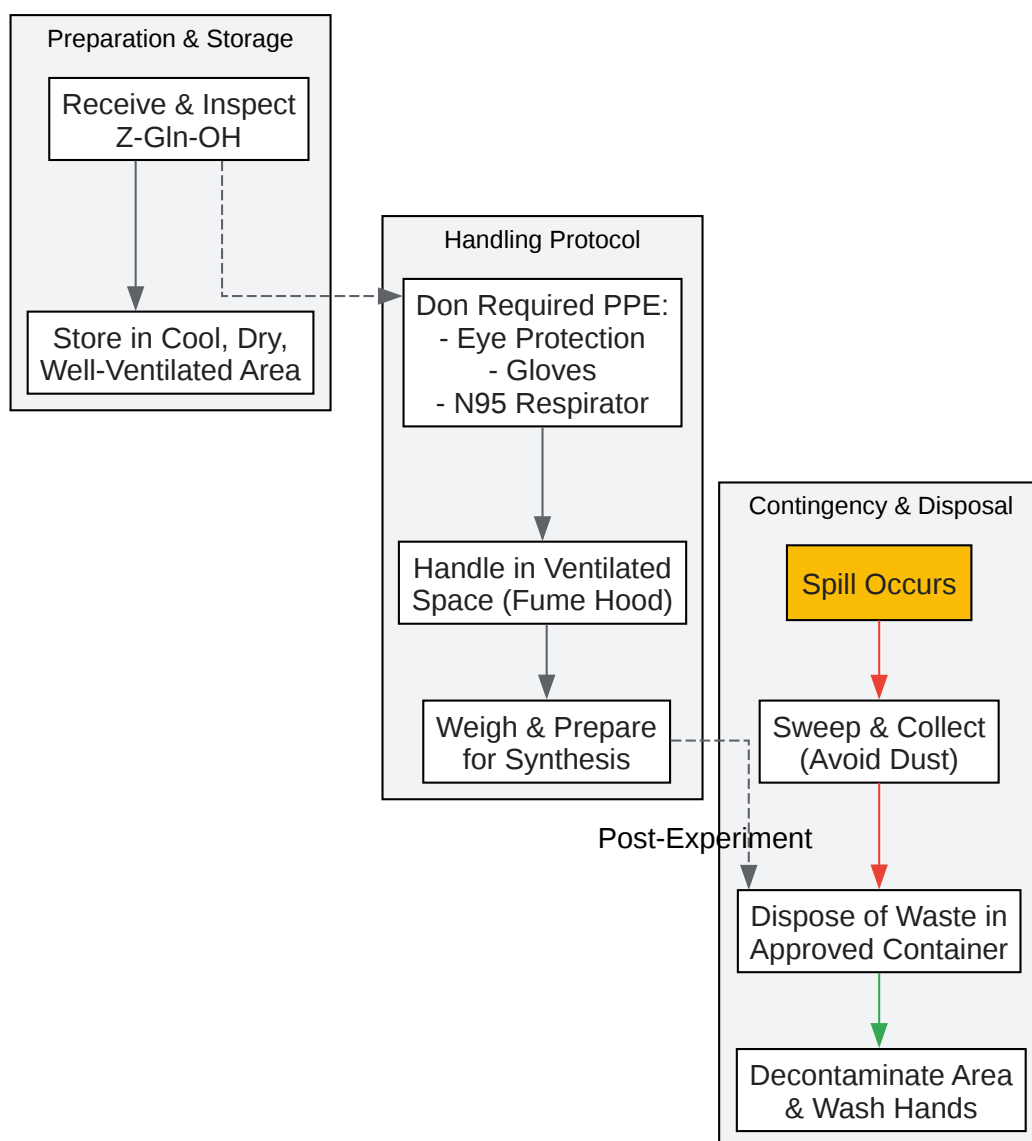 Preparation & Storage
Receive & Inspect
Z-Gln-OH
Store in Cool, Dry,
Well-Ventilated Area
Handling Protocol
Don Required PPE:
- Eye Protection
- Gloves
- N95 Respirator
Handle in Ventilated
Space (Fume Hood)
Weigh & Prepare
for Synthesis
Post-Experiment
Contingency & Disposal
Spill Occurs
Sweep & Collect
(Avoid Dust)
Dispose of Waste in
Approved Container
Decontaminate Area
& Wash Hands